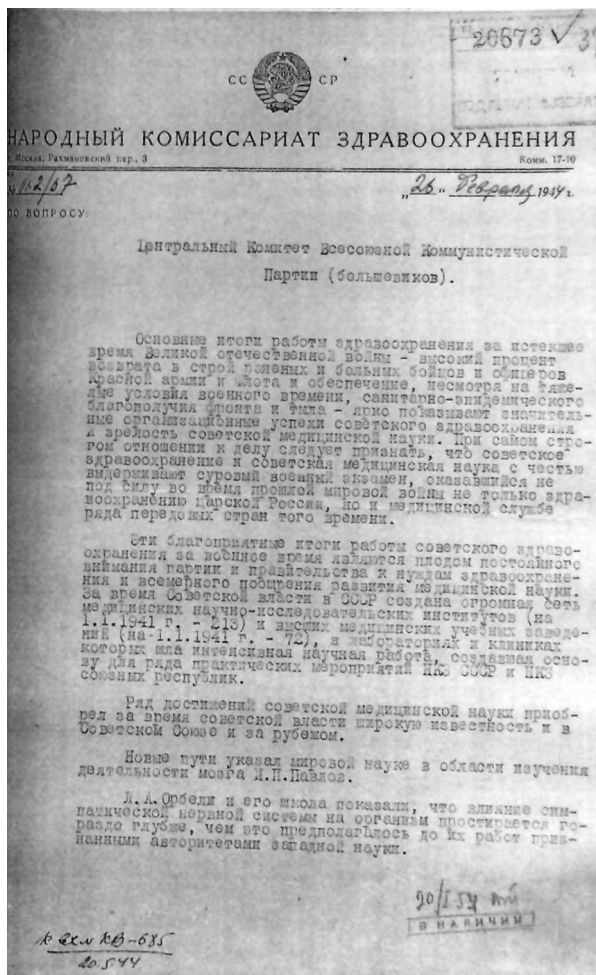 20673
СС СР
НАРОДНЫЙ КОМИССАРИАТ ЗДРАВООХРАНЕНИЯ
Москва, Рахмановский пер., 3 Комм. 17-10
"26" Февраля 1944 г.
ПО ВОПРОСУ:
Центральный Комитет Всесоюзной Коммунистической
Партии (большевиков).
Основные итоги работы здравоохранения за истекшее
время Великой отечественной войны - высокий процент
возврата в строй раненых и больных бойцов и офицеров
Красной армии и флота и обеспечение, несмотря на тяже-
лые условия военного времени, санитарно-эпидемического
благополучия фронта и тыла - ярко показывают значитель-
ные организационные успехи советского здравоохранения
и зрелость советской медицинской науки. При самом стро-
гом отношении к делу следует признать, что советское
здравоохранение и советская медицинская наука с честью
выдерживают суровый военный экзамен, оказавшийся не
под силу во время прошлой мировой войны не только здра-
воохранению царской России, но и медицинской службе
ряда передовых стран того времени.
Эти благоприятные итоги работы советского здраво-
охранения за военное время являются плодом постоянного
внимания партии и правительства к нуждам здравоохране-
ния и всемерного поощрения развития медицинской науки.
За время Советской власти в СССР создана огромная сеть
медицинских научно-исследовательских институтов (на
1.1.1941 г. - 213) и высших медицинских учебных заведе-
ний (на 1.1.1941 г. - 72), в лабораториях и клиниках
которых шла интенсивная научная работа, создавшая осно-
ву для ряда практических мероприятий НКЗ СССР и НКЗ
союзных республик.
Ряд достижений советской медицинской науки приоб-
рел за время советской власти широкую известность и в
Советском Союзе и за рубежом.
Новые пути указал мировой науке в области изучения
деятельности мозга И.П.Павлов.
Л.А.Орбели и его школа показали, что влияние сим-
патической нервной системы на организм простирается го-
раздо глубже, чем это предполагалось до их работ приз-
нанными авторитетами западной науки.
В НАЛИЧИИ
к вх№ КВ-685
20.5.44